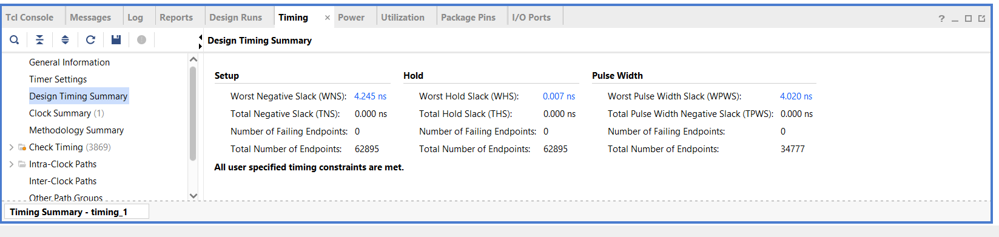 Tcl Console Messages Log Reports Design Runs Timing × Power Utilization Package Pins I/O Ports ?
Design Timing Summary
General Information
Timer Settings
Design Timing Summary
Clock Summary (1)
Methodology Summary
Check Timing (3869)
Intra-Clock Paths
Inter-Clock Paths
Other Path Groups
Setup Hold Pulse Width
Worst Negative Slack (WNS): 4.245 ns Worst Hold Slack (WHS): 0.007 ns Worst Pulse Width Slack (WPWS): 4.020 ns
Total Negative Slack (TNS): 0.000 ns Total Hold Slack (THS): 0.000 ns Total Pulse Width Negative Slack (TPWS): 0.000 ns
Number of Failing Endpoints: 0 Number of Failing Endpoints: 0 Number of Failing Endpoints: 0
Total Number of Endpoints: 62895 Total Number of Endpoints: 62895 Total Number of Endpoints: 34777
All user specified timing constraints are met.
Timing Summary - timing_1